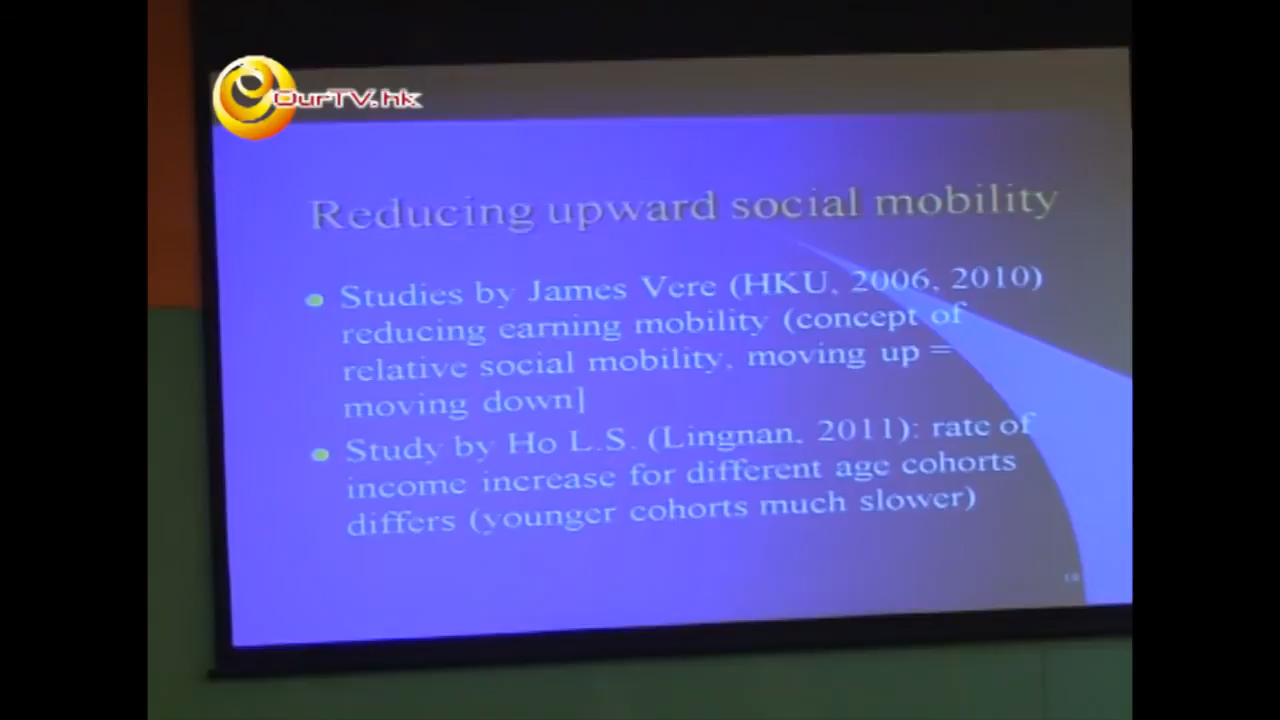 OurTV.hk
Reducing upward social mobility
Studies by James Vere (HKU, 2006, 2010)
reducing earning mobility (concept of
relative social mobility, moving up =
moving down]
Study by Ho L.S. (Lingnan, 2011): rate of
income increase for different age cohorts
differs (younger cohorts much slower)